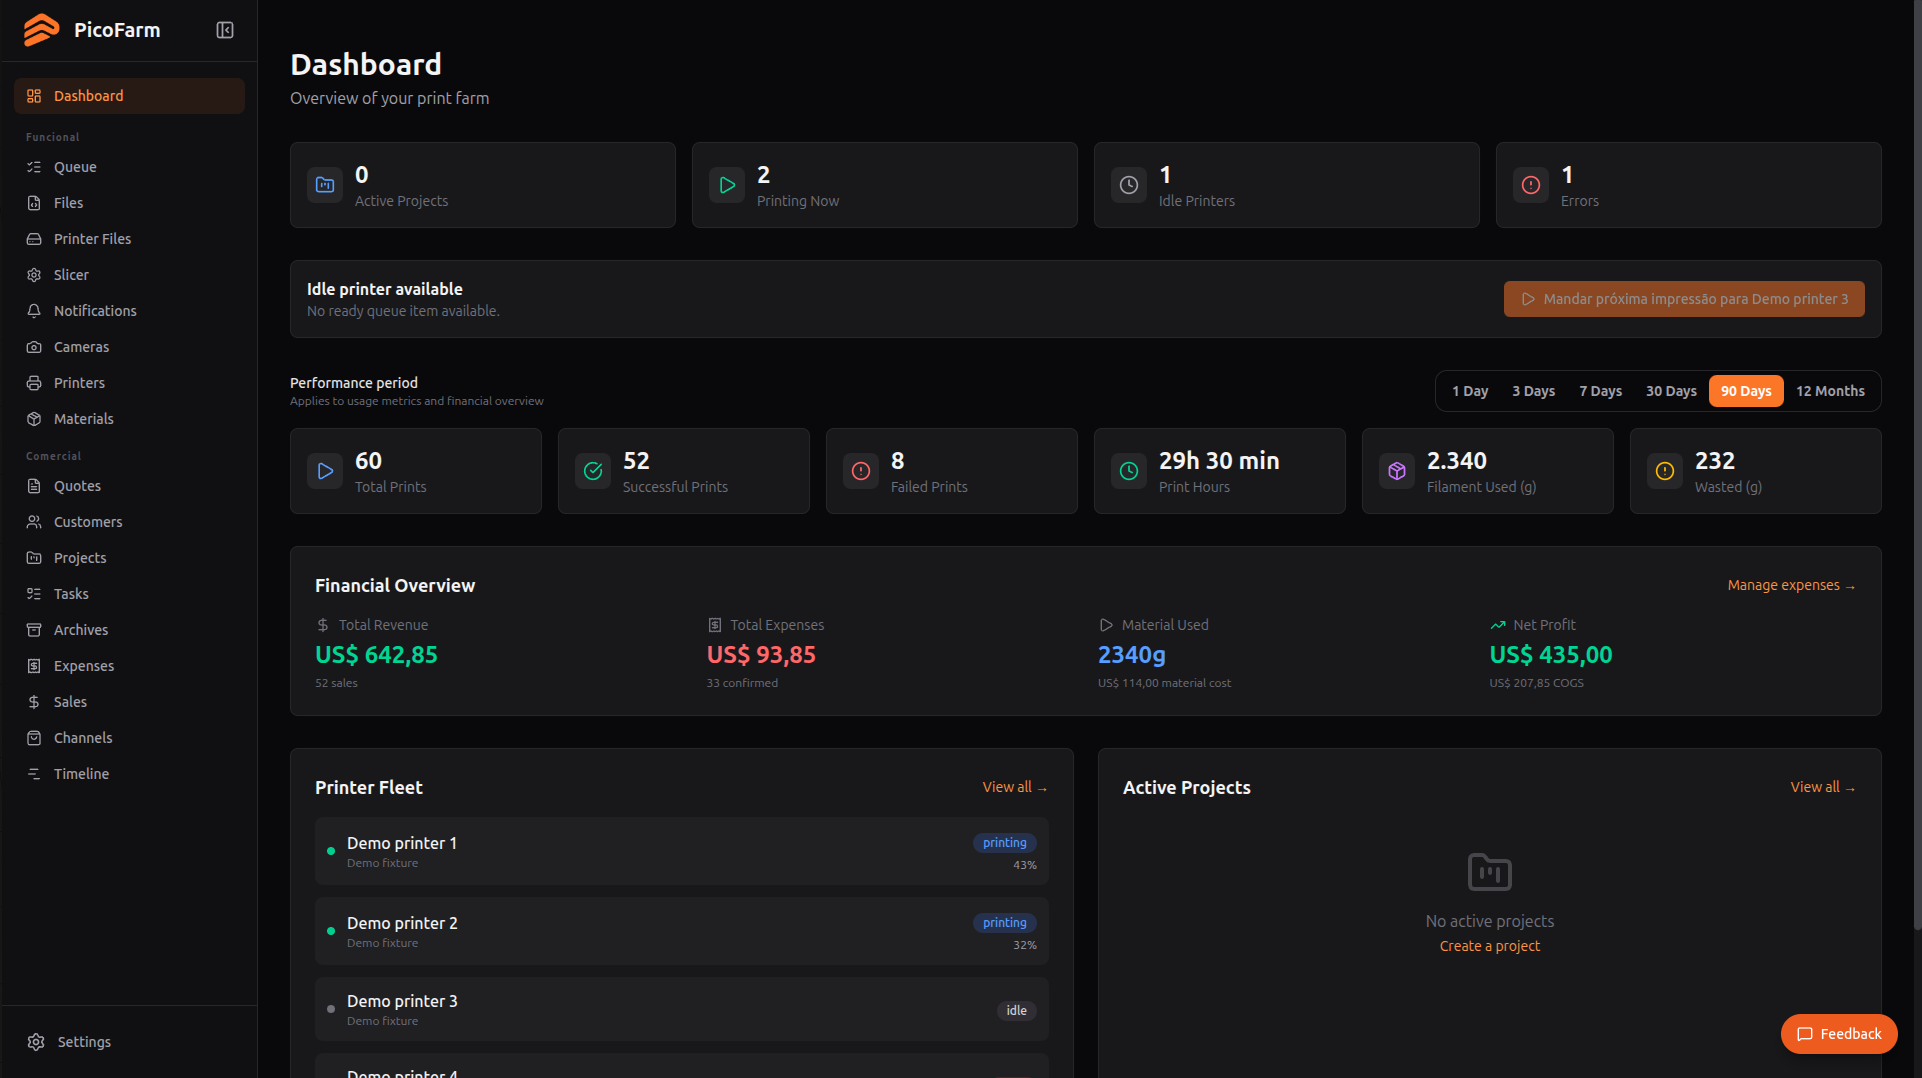 PicoFarm
Dashboard
Funcional
Queue
Files
Printer Files
Slicer
Notifications
Cameras
Printers
Materials
Comercial
Quotes
Customers
Projects
Tasks
Archives
Expenses
Sales
Channels
Timeline
Settings
Dashboard
Overview of your print farm
0
Active Projects
2
Printing Now
1
Idle Printers
1
Errors
Idle printer available
No ready queue item available.
Mandar próxima impressão para Demo printer 3
Performance period
Applies to usage metrics and financial overview
1 Day 3 Days 7 Days 30 Days 90 Days 12 Months
60
Total Prints
52
Successful Prints
8
Failed Prints
29h 30 min
Print Hours
2.340
Filament Used (g)
232
Wasted (g)
Financial Overview
Manage expenses →
Total Revenue
US$ 642,85
52 sales
Total Expenses
US$ 93,85
33 confirmed
Material Used
2340g
US$ 114,00 material cost
Net Profit
US$ 435,00
US$ 207,85 COGS
Printer Fleet
View all →
Demo printer 1
Demo fixture
printing
43%
Demo printer 2
Demo fixture
printing
32%
Demo printer 3
Demo fixture
idle
Demo printer 4
Active Projects
View all →
No active projects
Create a project
Feedback